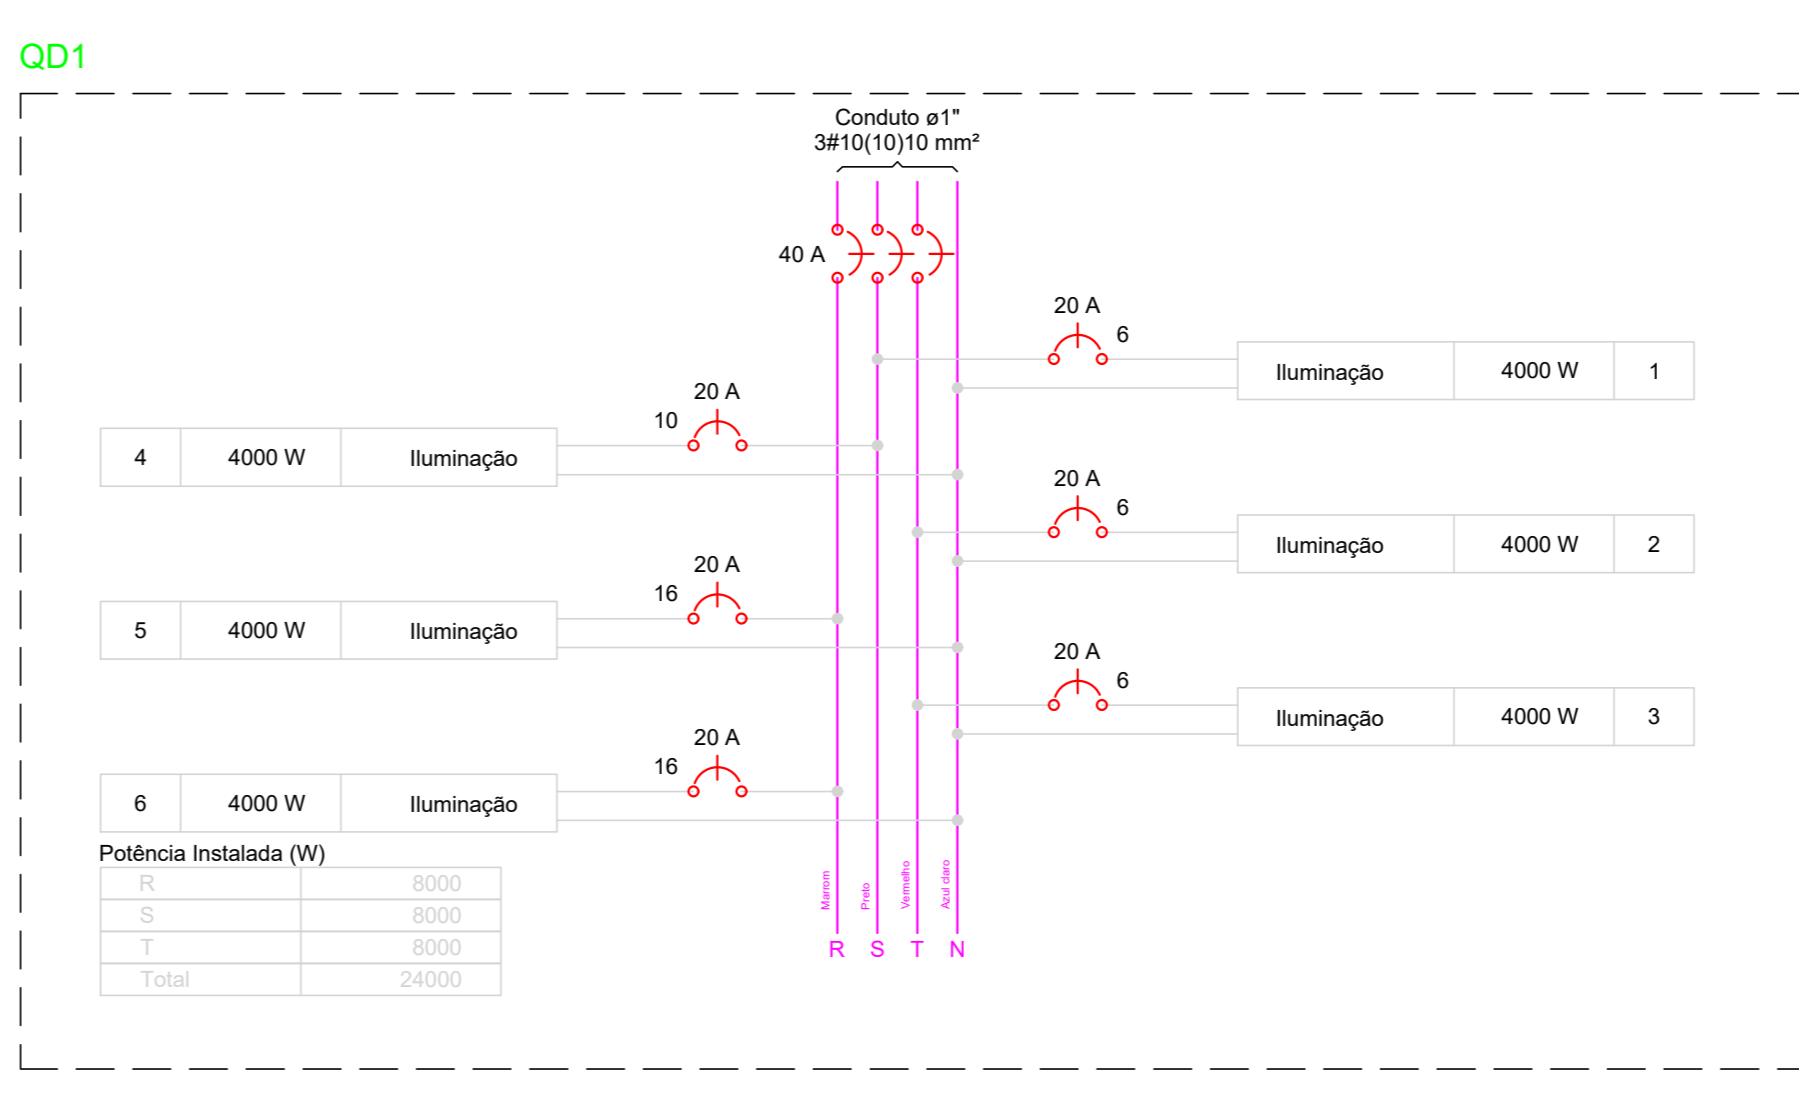 QD1
Conduto ø1"
3#10(10)10 mm²
40 A
20 A
6
Iluminação 4000 W 1
20 A
10
4 4000 W Iluminação
20 A
6
Iluminação 4000 W 2
20 A
16
5 4000 W Iluminação
20 A
6
Iluminação 4000 W 3
20 A
16
6 4000 W Iluminação
Potência Instalada (W)
R 8000
S 8000
T 8000
Total 24000
Marrom
Preto
Vermelho
Azul claro
R S T N